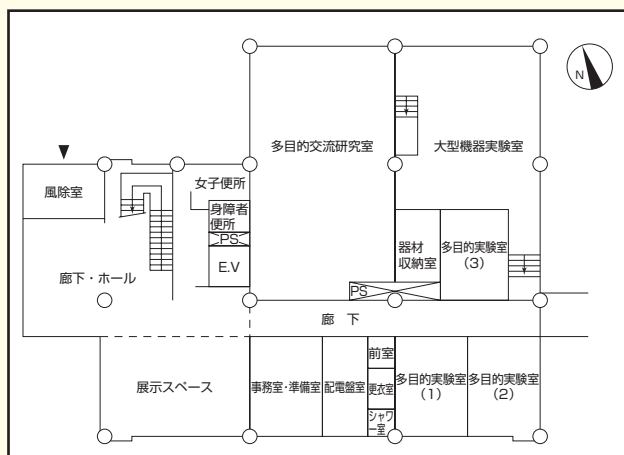 N
多目的交流研究室
大型機器実験室
風除室
女子便所
身障者
便所
PS
E.V
廊下・ホール
器材
収納室
多目的実験室
(3)
PS
廊 下
展示スペース
事務室・準備室
配電盤室
前室
更衣室
シャワ
ー室
多目的実験室
(1)
多目的実験室
(2)